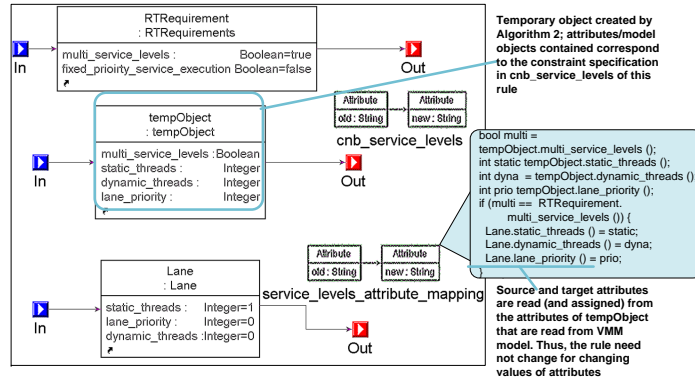 RTRequirement
: RTRequirements
multi_service_levels : Boolean=true
fixed_prioirty_service_execution Boolean=false
In
Out
Temporary object created by
Algorithm 2; attributes/model
objects contained correspond
to the constraint specification
in cnb_service_levels of this
rule
Attribute
old : String
Attribute
new : String
cnb_service_levels
tempObject
: tempObject
multi_service_levels :Boolean
static_threads : Integer
dynamic_threads : Integer
lane_priority : Integer
In
Out
bool multi =
tempObject.multi_service_levels ();
int static tempObject.static_threads ();
int dyna = tempObject.dynamic_threads ();
int prio tempObject.lane_priority ();
if (multi == RTRequirement.
multi_service_levels ()) {
Lane.static_threads () = static;
Lane.dynamic_threads () = dyna;
Lane.lane_priority () = prio;
}
Attribute
old : String
Attribute
new : String
service_levels_attribute_mapping
Lane
: Lane
static_threads : Integer=1
lane_priority : Integer=0
dynamic_threads :Integer=0
In
Out
Source and target attributes
are read (and assigned) from
the attributes of tempObject
that are read from VMM
model. Thus, the rule need
not change for changing
values of attributes